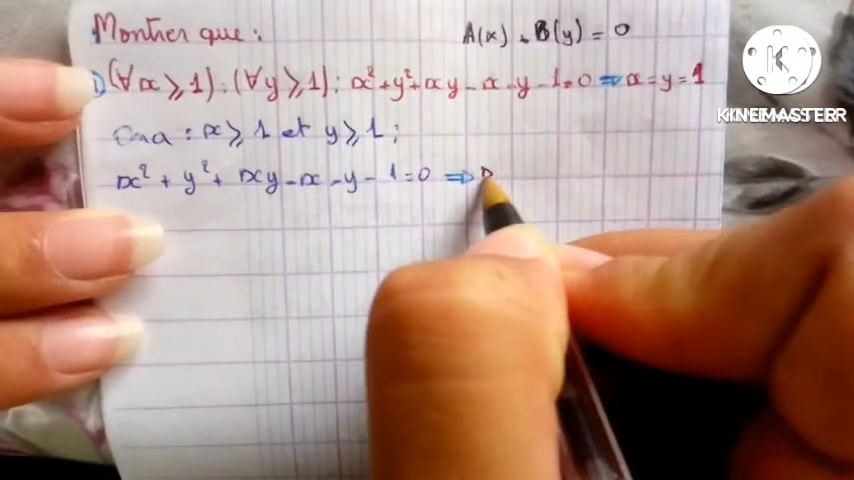 Montrer que : A(x) . B(y) = 0
① (∀x ⩾ 1) ; (∀y ⩾ 1) : x² + y² + xy - x - y - 1 = 0 ⇒ x = y = 1
On a : x ⩾ 1 et y ⩾ 1 ;
x² + y² + xy - x - y - 1 = 0 ⇒
K
KINEMASTER